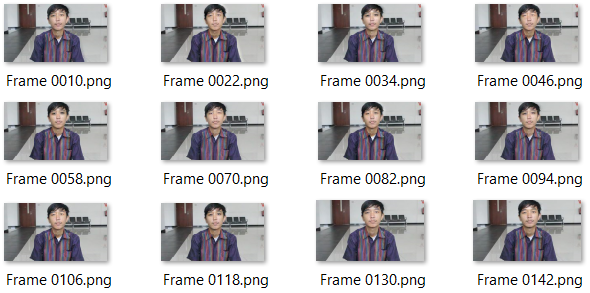 Frame 0010.png Frame 0022.png Frame 0034.png Frame 0046.png
Frame 0058.png Frame 0070.png Frame 0082.png Frame 0094.png
Frame 0106.png Frame 0118.png Frame 0130.png Frame 0142.png